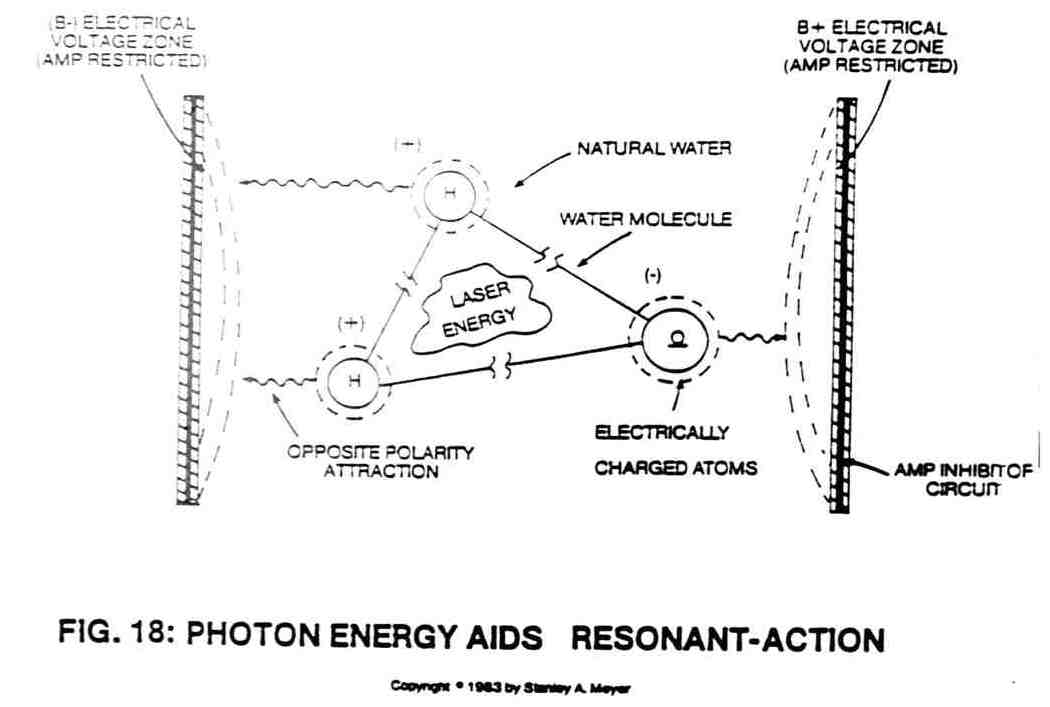 (B-) ELECTRICAL
VOLTAGE ZONE
(AMP RESTRICTED)
B+ ELECTRICAL
VOLTAGE ZONE
(AMP RESTRICTED)
(+)
NATURAL WATER
H
WATER MOLECULE
(-)
LASER
ENERGY
(+)
O
H
OPPOSITE POLARITY
ATTRACTION
ELECTRICALLY
CHARGED ATOMS
AMP INHIBITOF
CIRCUIT
FIG. 18: PHOTON ENERGY AIDS RESONANT-ACTION
Copyright © 1983 by Stanley A. Meyer